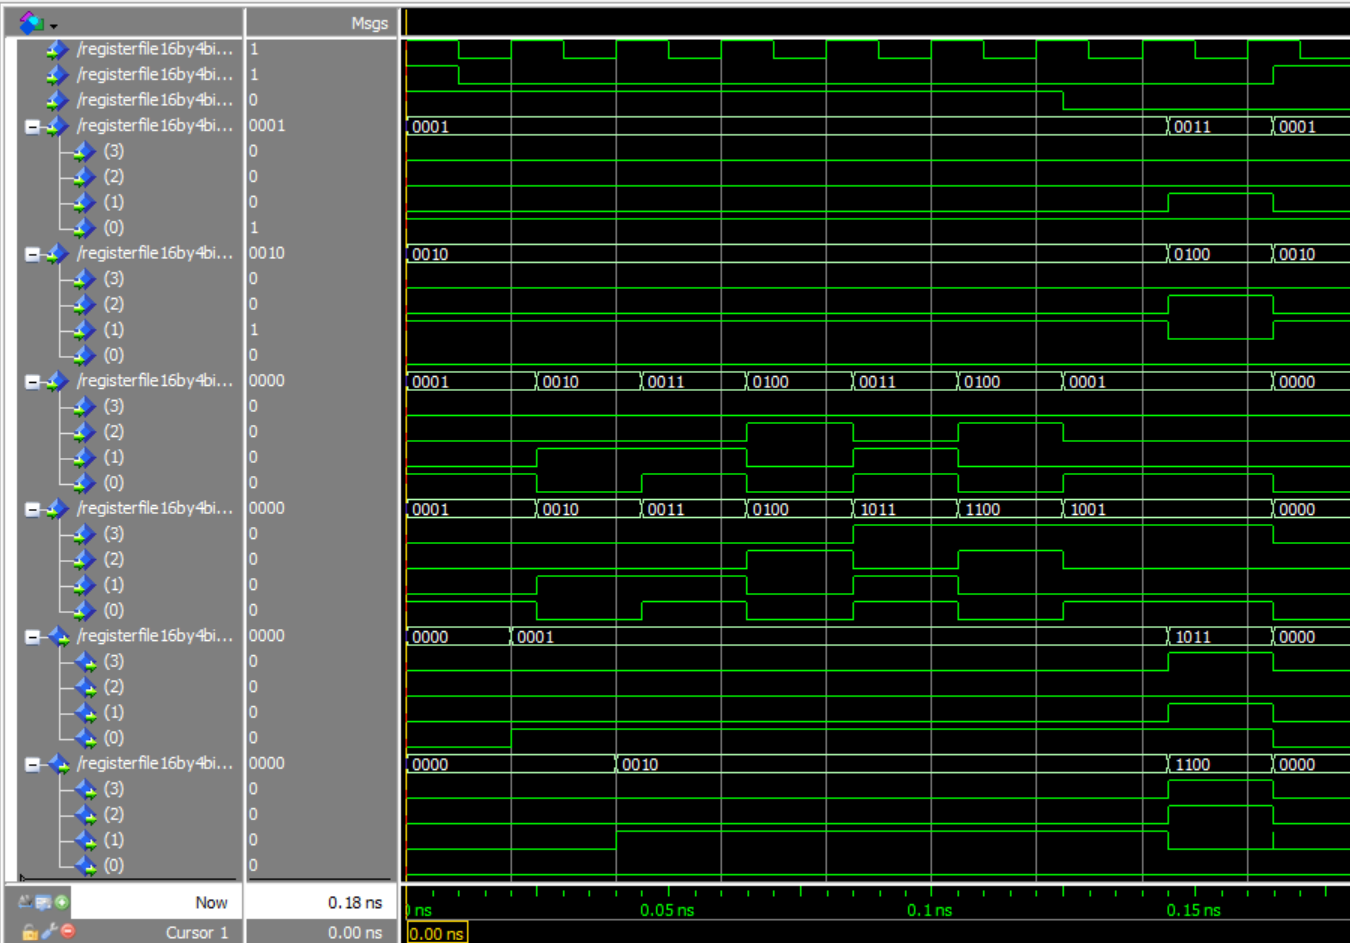 Msgs
/registerfile16by4bi... 1
/registerfile16by4bi... 1
/registerfile16by4bi... 0
/registerfile16by4bi... 0001 0001 0011 0001
(3) 0
(2) 0
(1) 0
(0) 1
/registerfile16by4bi... 0010 0010 0100 0010
(3) 0
(2) 0
(1) 1
(0) 0
/registerfile16by4bi... 0000 0001 0010 0011 0100 0011 0100 0001 0000
(3) 0
(2) 0
(1) 0
(0) 0
/registerfile16by4bi... 0000 0001 0010 0011 0100 1011 1100 1001 0000
(3) 0
(2) 0
(1) 0
(0) 0
/registerfile16by4bi... 0000 0000 0001 1011 0000
(3) 0
(2) 0
(1) 0
(0) 0
/registerfile16by4bi... 0000 0000 0010 1100 0000
(3) 0
(2) 0
(1) 0
(0) 0
Now 0.18 ns ns 0.05 ns 0.1 ns 0.15 ns
Cursor 1 0.00 ns 0.00 ns